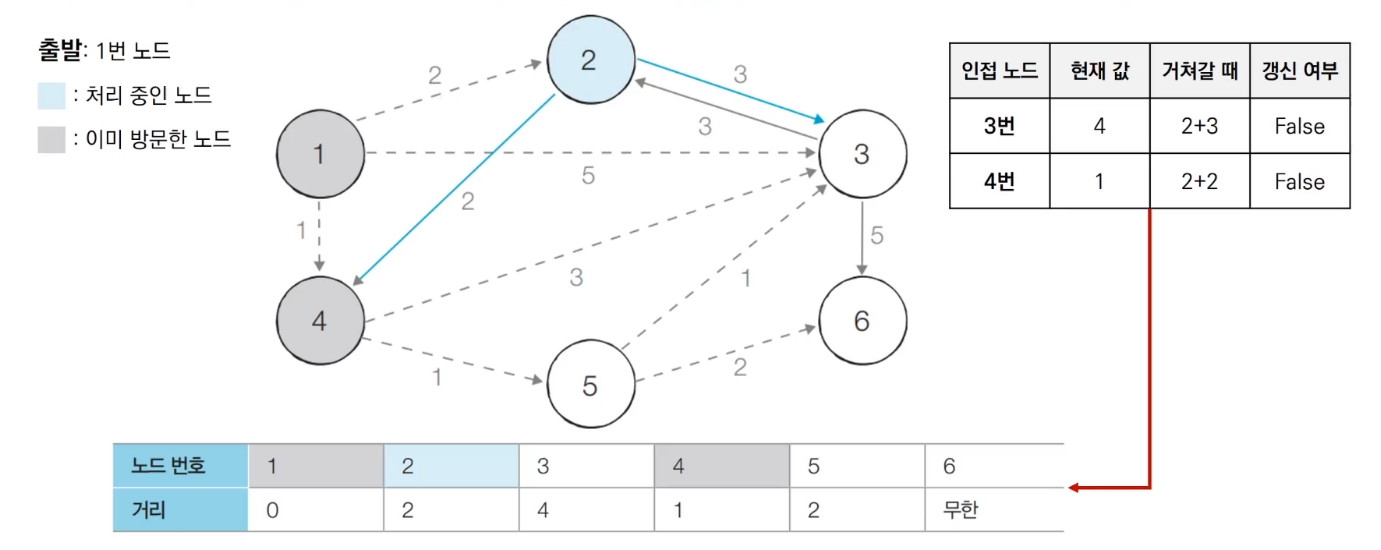 출발: 1번 노드
: 처리 중인 노드
: 이미 방문한 노드
2
2
3
3
1
5
3
2
1
5
3
1
4
6
1
5
2
인접 노드 현재 값 거쳐갈 때 갱신 여부
3번 4 2+3 False
4번 1 2+2 False
노드 번호 1 2 3 4 5 6
거리 0 2 4 1 2 무한